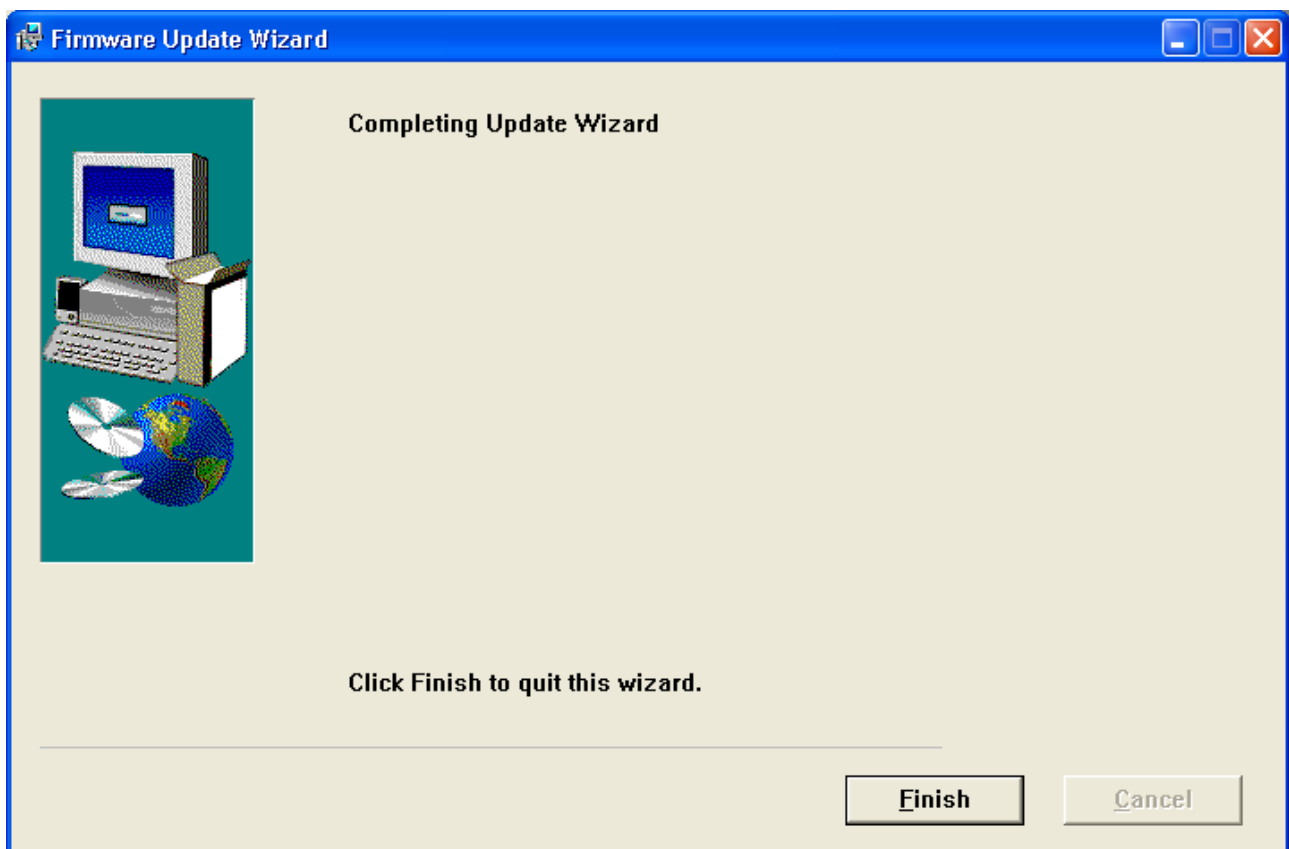 Firmware Update Wizard
Completing Update Wizard
Click Finish to quit this wizard.
Finish
Cancel